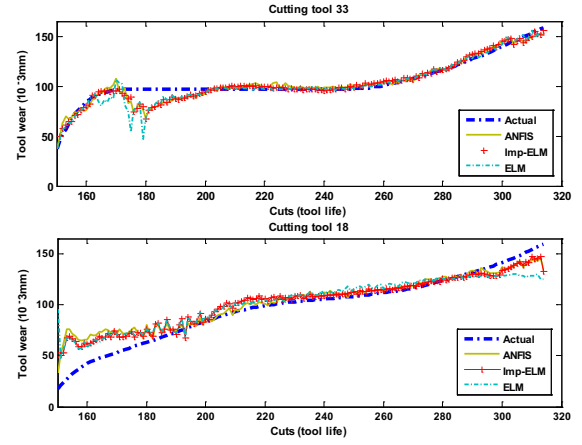 Cutting tool 33
Tool wear (10^-3mm)
150
100
50
0
160 180 200 220 240 260 280 300 320
Cuts (tool life)
Actual
ANFIS
Imp-ELM
ELM
Cutting tool 18
Tool wear (10^-3mm)
150
100
50
0
160 180 200 220 240 260 280 300 320
Cuts (tool life)
Actual
ANFIS
Imp-ELM
ELM